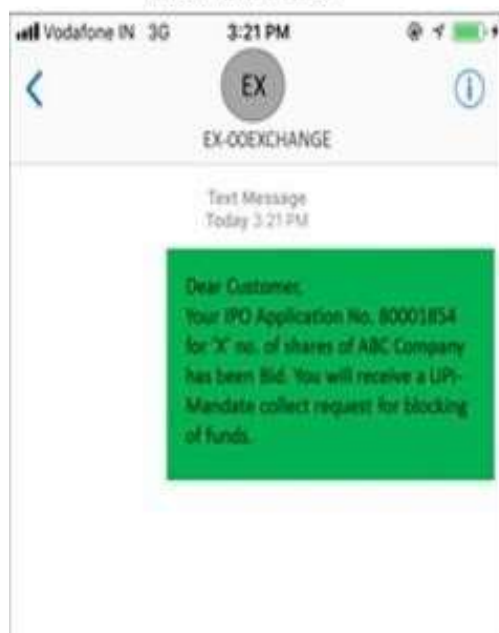 Vodafone IN 3G 3:21 PM
EX
EX-00EXCHANGE
Text Message
Today 3:21 PM
Dear Customer,
Your IPO Application No. 80001854
for 'X' no. of shares of ABC Company
has been Bid. You will receive a UPI-
Mandate collect request for blocking
of funds.